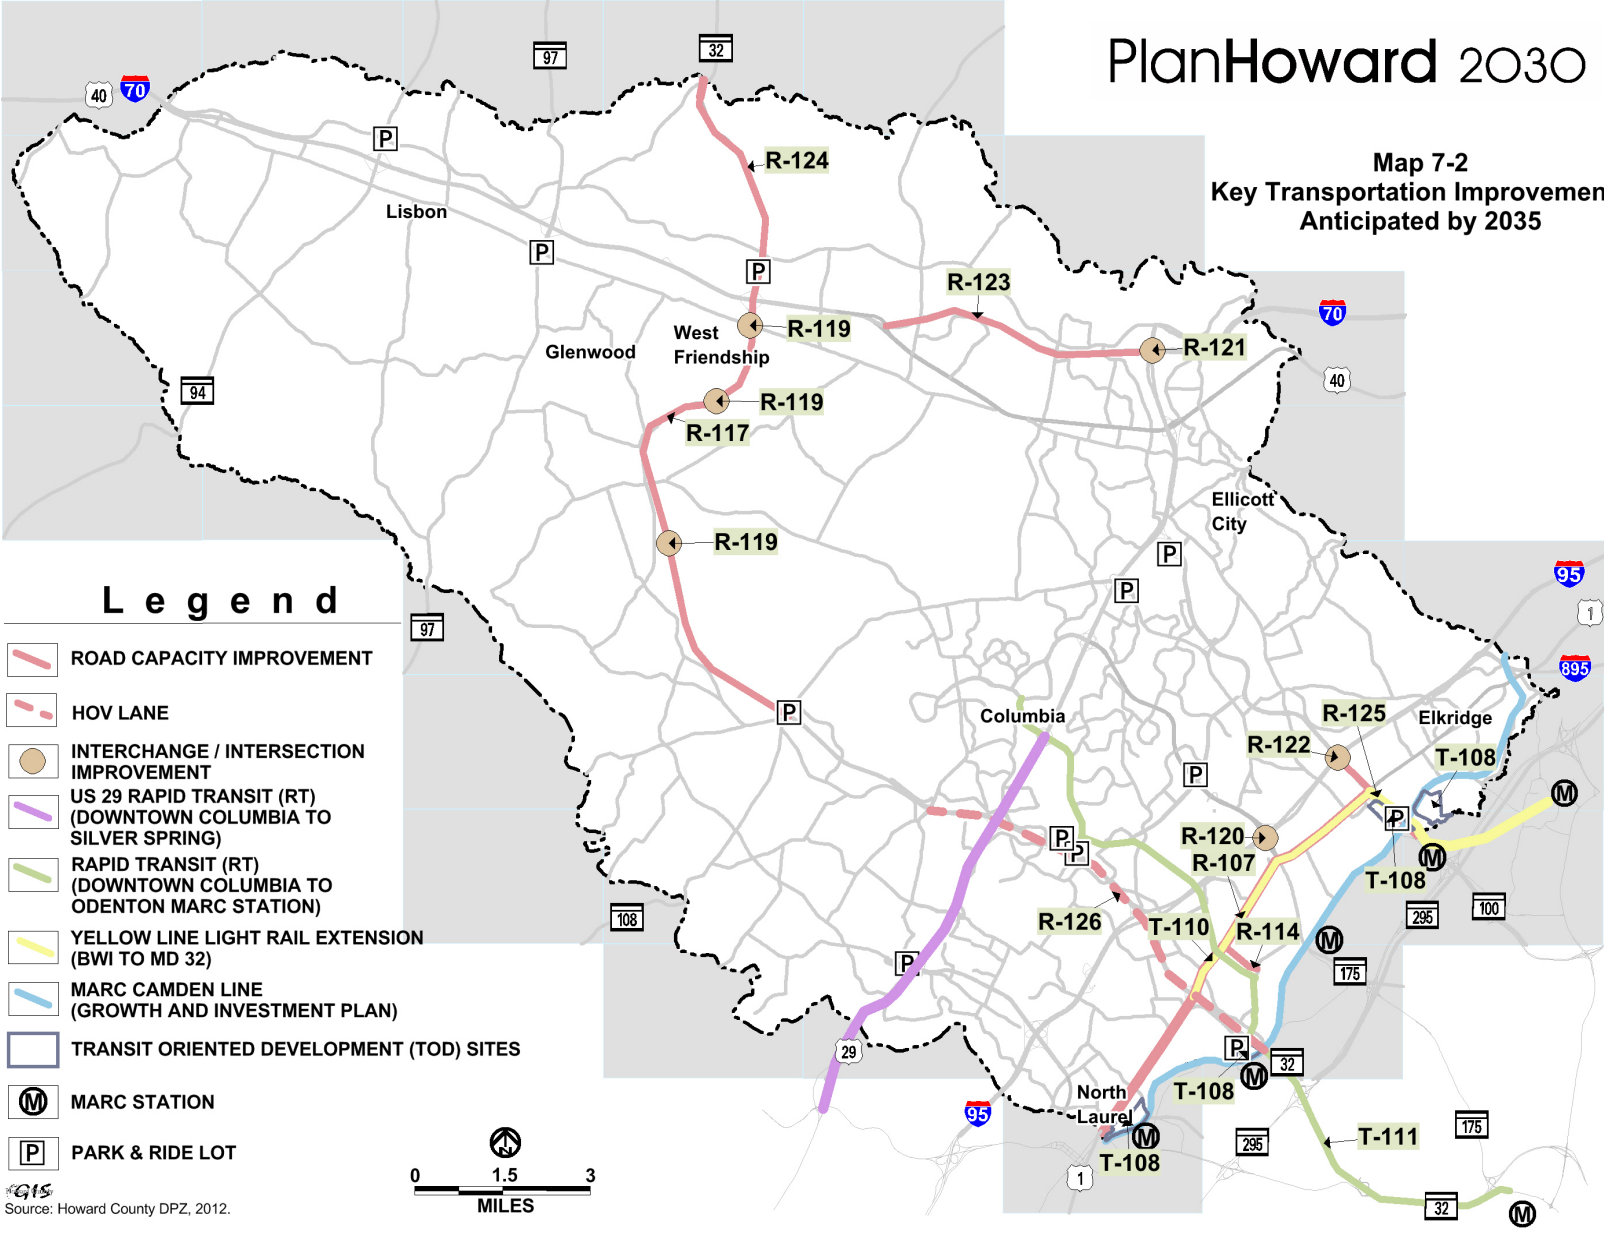 PlanHoward 2030
Map 7-2
Key Transportation Improvemen
Anticipated by 2035
32
97
40
70
P
R-124
Lisbon
P
P
R-123
70
West
Friendship
R-119
Glenwood
R-121
40
94
R-119
R-117
Ellicott
City
R-119
P
P
95
1
97
895
Legend
ROAD CAPACITY IMPROVEMENT
HOV LANE
INTERCHANGE / INTERSECTION
IMPROVEMENT
US 29 RAPID TRANSIT (RT)
(DOWNTOWN COLUMBIA TO
SILVER SPRING)
RAPID TRANSIT (RT)
(DOWNTOWN COLUMBIA TO
ODENTON MARC STATION)
YELLOW LINE LIGHT RAIL EXTENSION
(BWI TO MD 32)
MARC CAMDEN LINE
(GROWTH AND INVESTMENT PLAN)
TRANSIT ORIENTED DEVELOPMENT (TOD) SITES
M MARC STATION
P PARK & RIDE LOT
GIS
Source: Howard County DPZ, 2012.
N
0 1.5 3
MILES
P
Columbia
R-125
Elkridge
R-122
T-108
P
M
R-120
P
P
P
R-107
M
T-108
108
R-126
T-110
R-114
295
100
P
M
175
29
P
32
M
T-108
95
North
Laurel
M
T-108
1
295
175
T-111
32
M